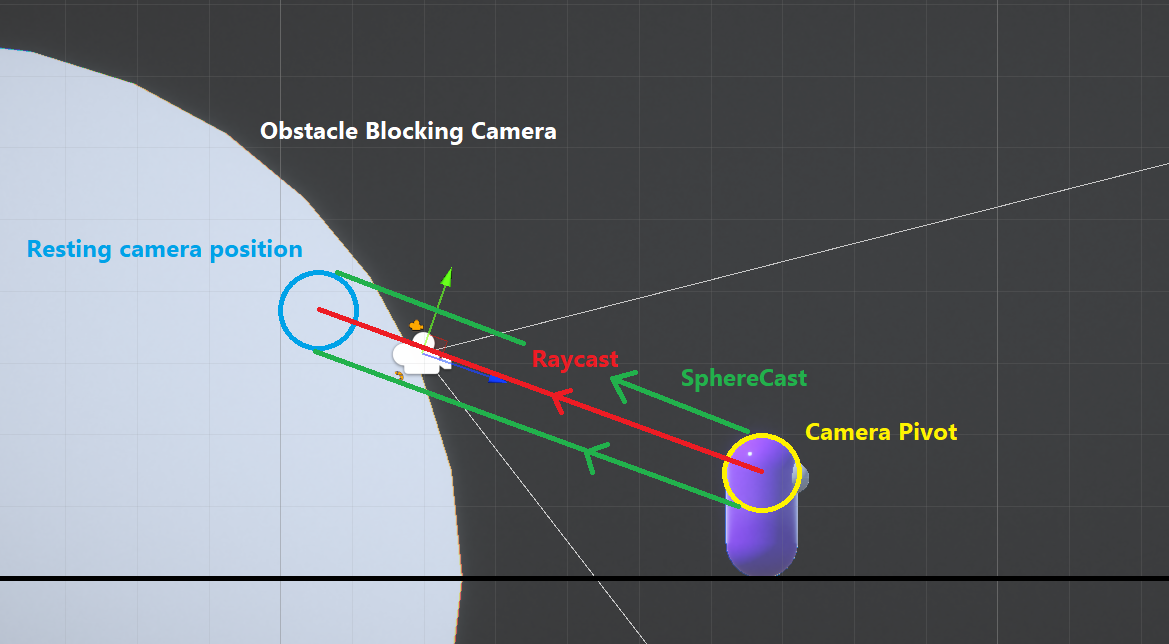 Obstacle Blocking Camera
Resting camera position
Raycast
SphereCast
Camera Pivot